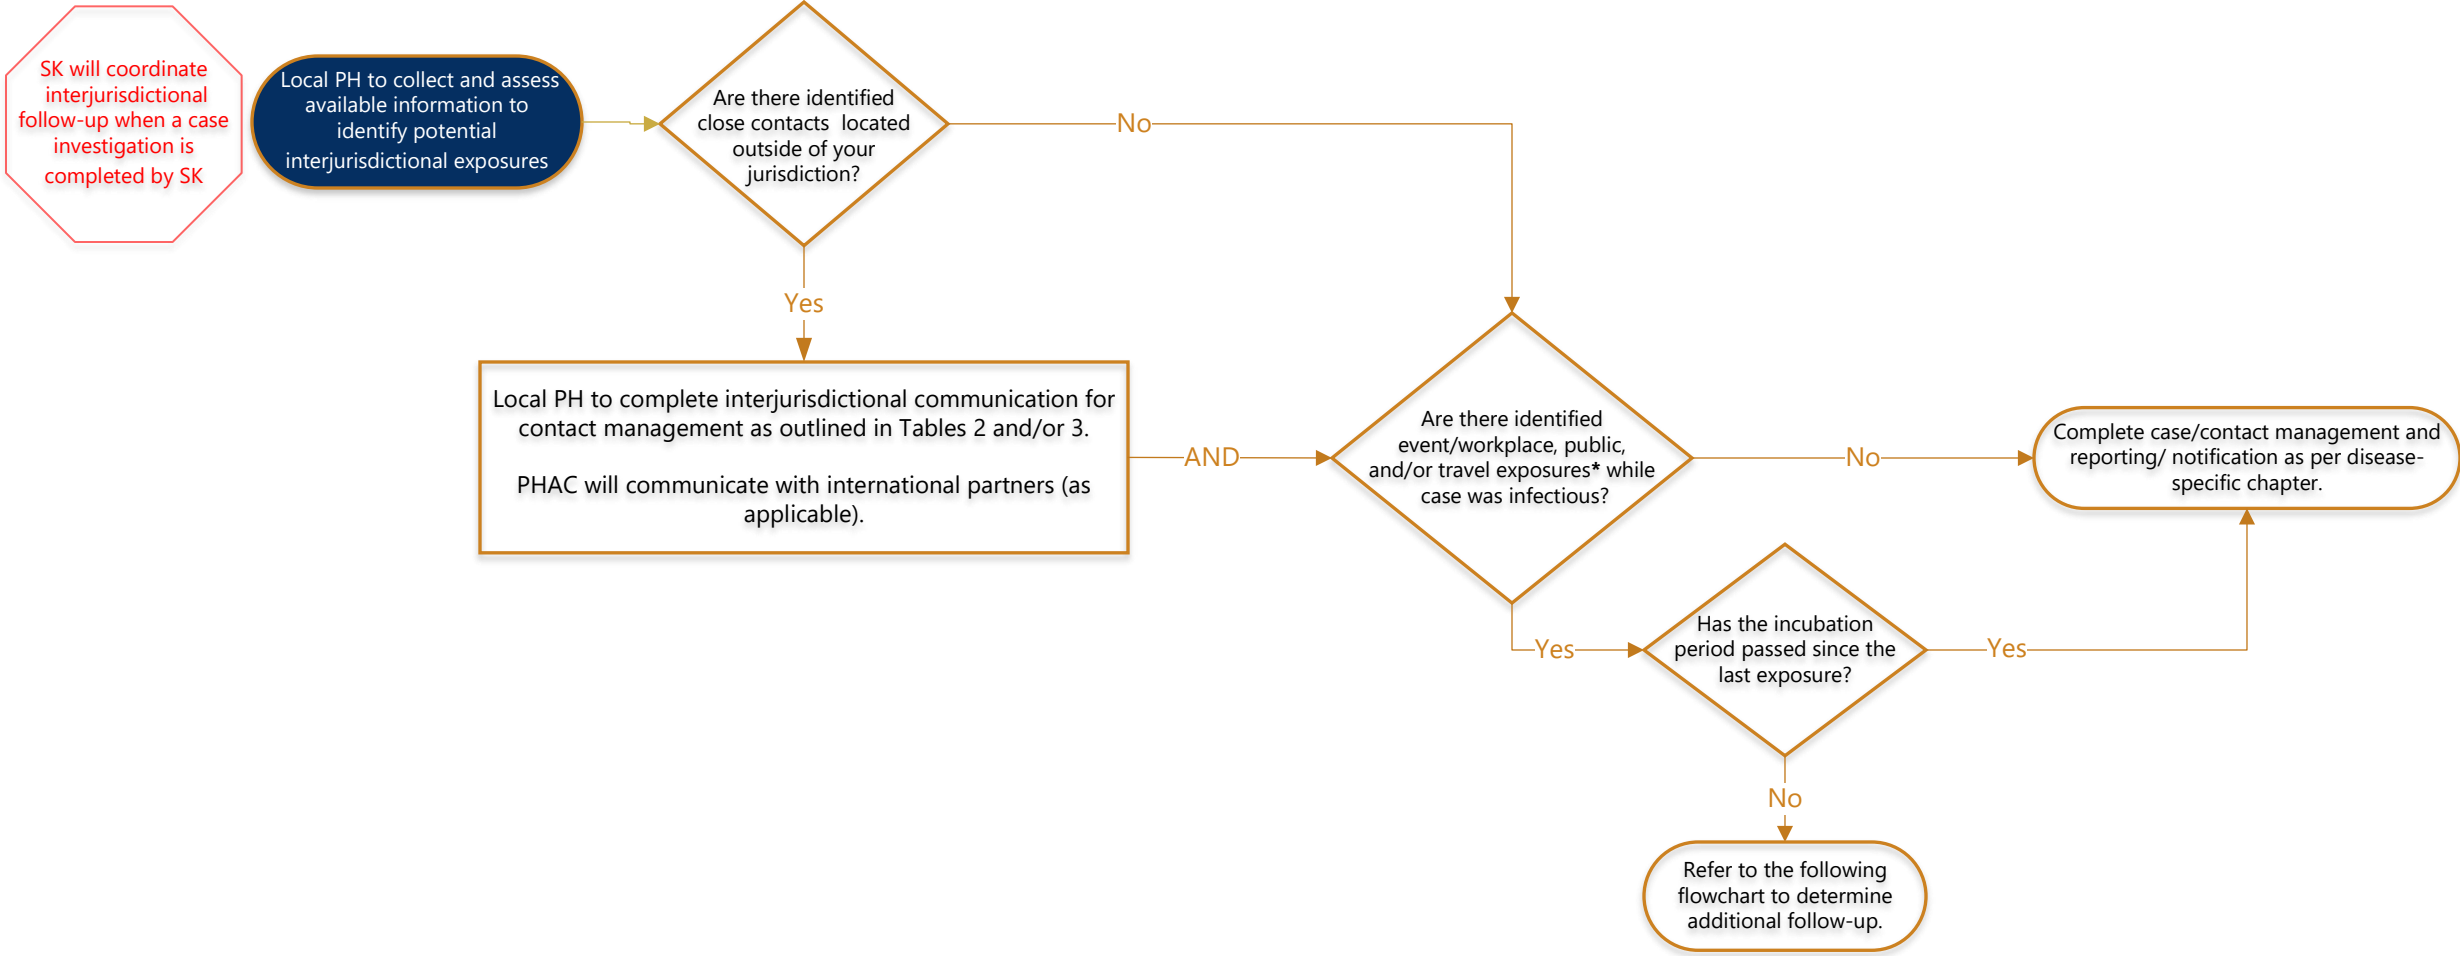 SK will coordinate
interjurisdictional
follow-up when a case
investigation is
completed by SK
Local PH to collect and assess
available information to
identify potential
interjurisdictional exposures
Are there identified
close contacts  located
outside of your
jurisdiction?
No
Yes
Local PH to complete interjurisdictional communication for
contact management as outlined in Tables 2 and/or 3.
PHAC will communicate with international partners (as
applicable).
AND
Are there identified
event/workplace, public,
and/or travel exposures* while
case was infectious?
No
Complete case/contact management and
reporting/ notification as per disease-
specific chapter.
Yes
Has the incubation
period passed since the
last exposure?
Yes
No
Refer to the following
flowchart to determine
additional follow-up.